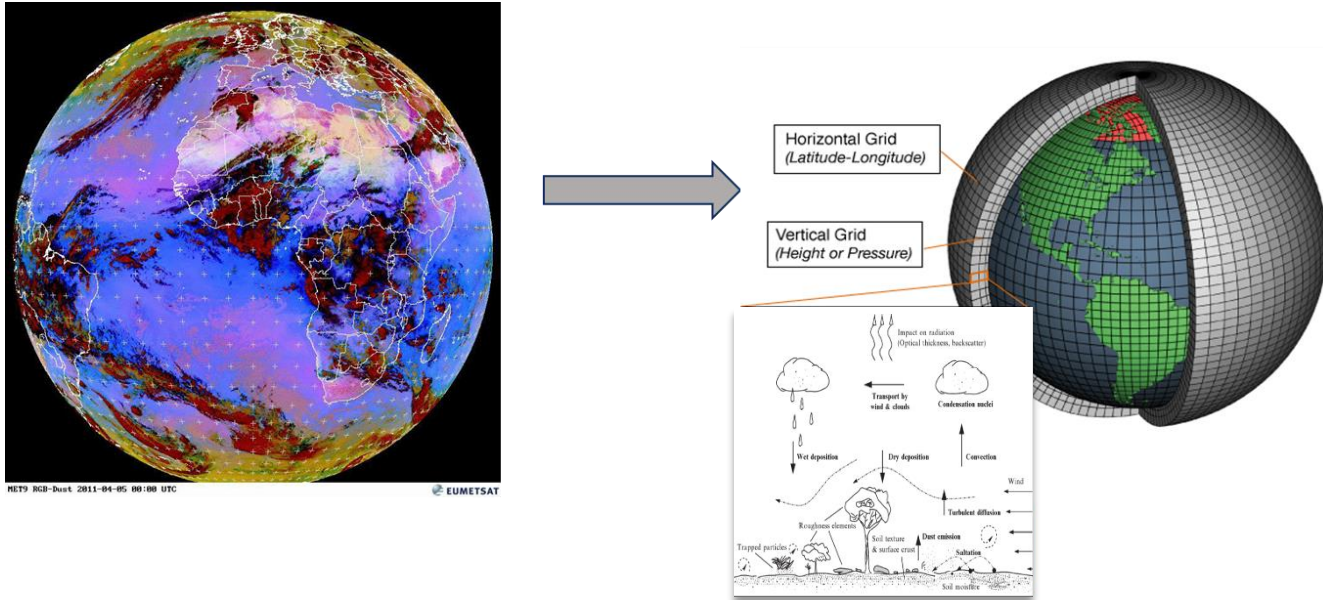 MET9 RGB-Dust 2011-04-05 00:00 UTC
EUMETSAT
Horizontal Grid
(Latitude-Longitude)
Vertical Grid
(Height or Pressure)
Impact on radiation
(Optical thickness, backscatter)
Transport by
wind & clouds
Condensation nuclei
Wet deposition
Dry deposition
Convection
Wind
Turbulent diffusion
Roughness elements
Soil texture
& surface crust
Dust emission
Trapped particles
Saltation
Soil moisture